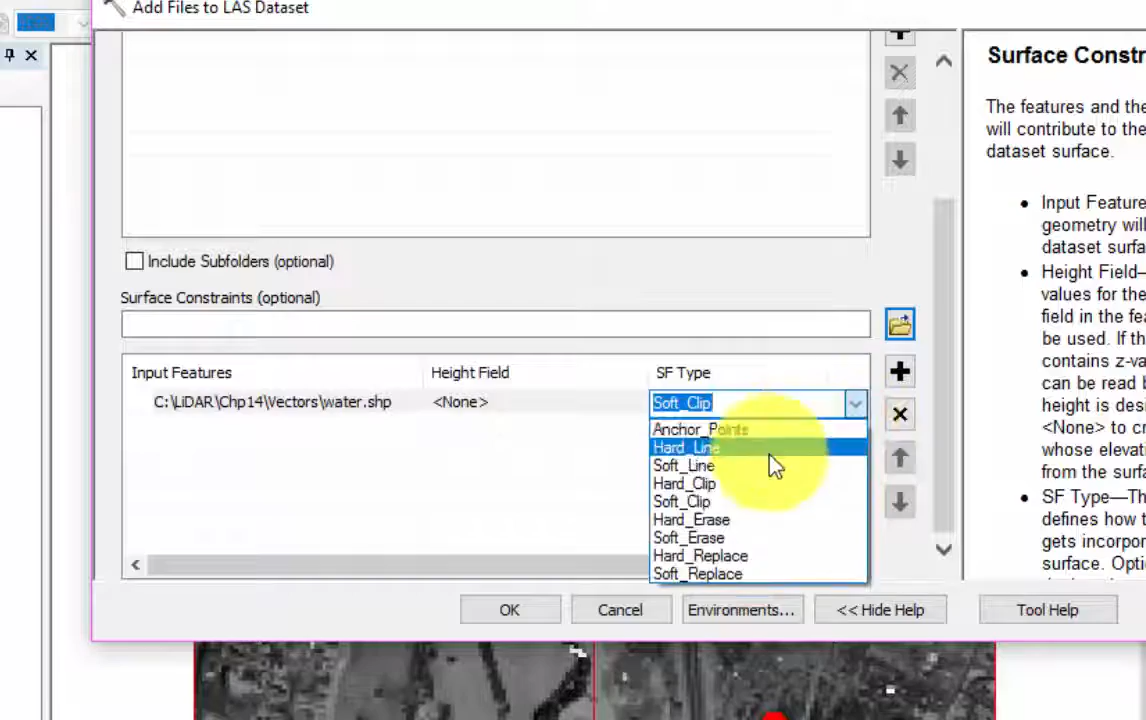 Add Files to LAS Dataset
Surface Constr
The features and the
will contribute to the
dataset surface.
Input Feature
geometry will
dataset surfa
Height Field—
values for the
field in the fea
be used. If th
contains z-va
can be read b
height is desi
<None> to cr
whose elevati
from the surfa
SF Type—Th
defines how t
gets incorpor
surface. Optic
Include Subfolders (optional)
Surface Constraints (optional)
Input Features Height Field SF Type
C:\LiDAR\Chp14\Vectors\water.shp <None> Soft_Clip
Anchor_Points
Hard_Line
Soft_Line
Hard_Clip
Soft_Clip
Hard_Erase
Soft_Erase
Hard_Replace
Soft_Replace
OK Cancel Environments... << Hide Help Tool Help